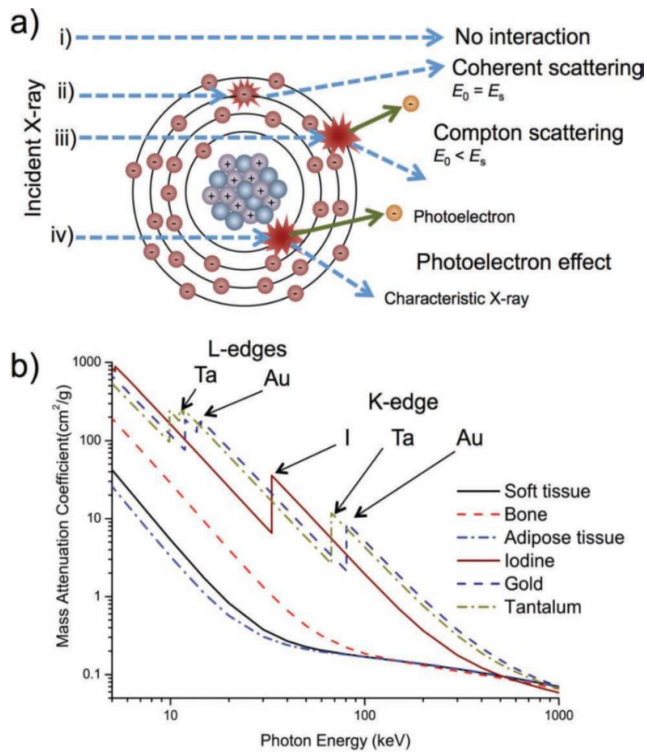 a)
i)
No interaction
ii)
Coherent scattering
E₀ = Eₛ
iii)
Compton scattering
E₀ < Eₛ
Incident X-ray
iv)
Photoelectron
Photoelectron effect
Characteristic X-ray
b)
L-edges
Ta
Au
K-edge
I
Ta
Au
Mass Attenuation Coefficient(cm²/g)
1000
100
10
1
0.1
10
100
1000
Photon Energy (keV)
Soft tissue
Bone
Adipose tissue
Iodine
Gold
Tantalum